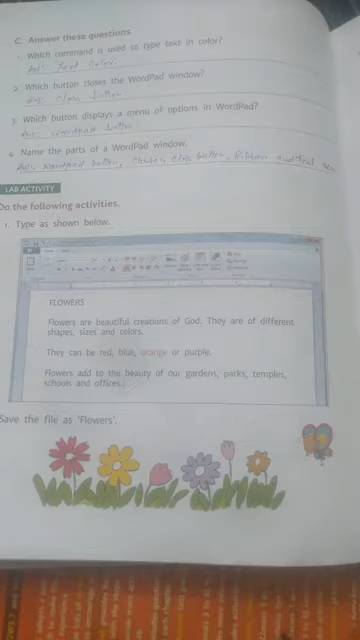 C. Answer these questions
1. Which command is used to type text in color?
Ans: Text Color.
2. Which button closes the WordPad window?
Ans: Close button
3. Which button displays a menu of options in WordPad?
Ans: wordpad button
4. Name the parts of a WordPad window.
Ans: wordpad button, Close button, Ribbon
LAB ACTIVITY
Do the following activities.
1. Type as shown below.
FLOWERS
Flowers are beautiful creations of God. They are of different
shapes, sizes and colors.
They can be red, blue, orange or purple.
Flowers add to the beauty of our gardens, parks, temples,
schools and offices.
Save the file as 'Flowers'.